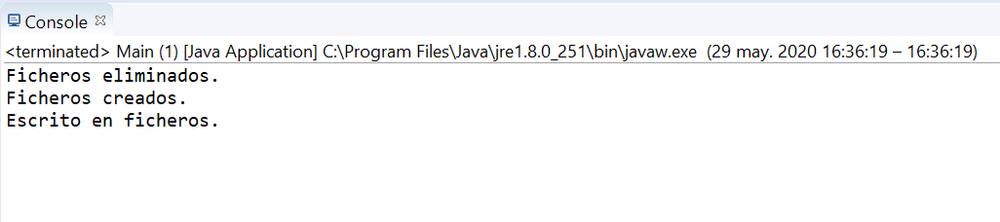 Console
<terminated> Main (1) [Java Application] C:\Program Files\Java\jre1.8.0_251\bin\javaw.exe (29 may. 2020 16:36:19 – 16:36:19)
Ficheros eliminados.
Ficheros creados.
Escrito en ficheros.